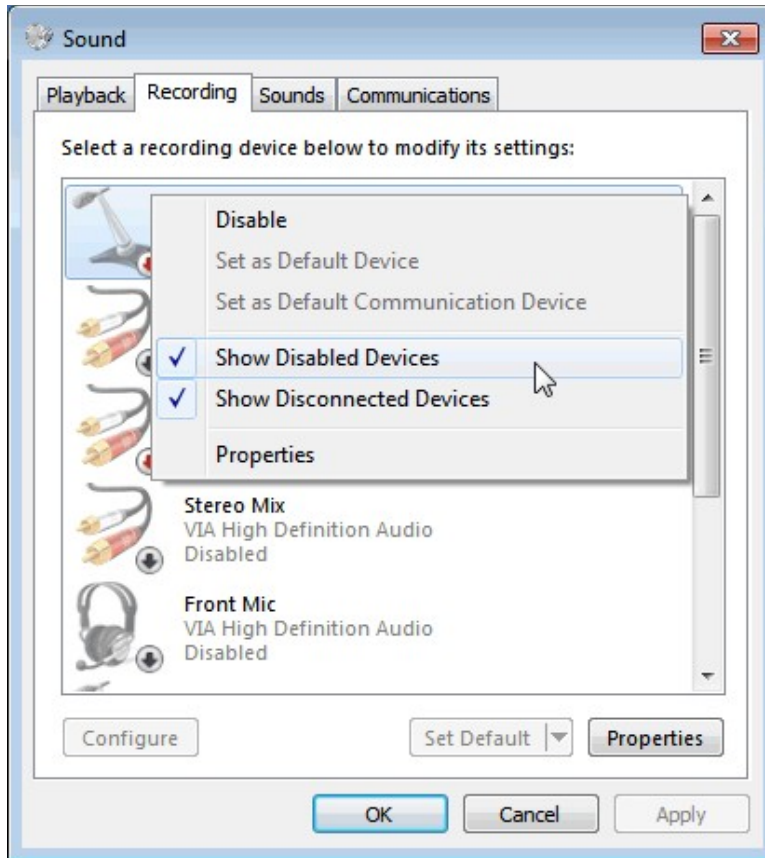 Sound
Playback Recording Sounds Communications
Select a recording device below to modify its settings:
Disable
Set as Default Device
Set as Default Communication Device
Show Disabled Devices
Show Disconnected Devices
Properties
Stereo Mix
VIA High Definition Audio
Disabled
Front Mic
VIA High Definition Audio
Disabled
Configure Set Default Properties
OK Cancel Apply